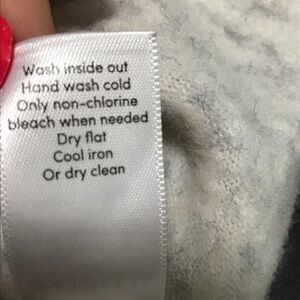 Wash inside out
Hand wash cold
Only non-chlorine
bleach when needed
Dry flat
Cool iron
Or dry clean